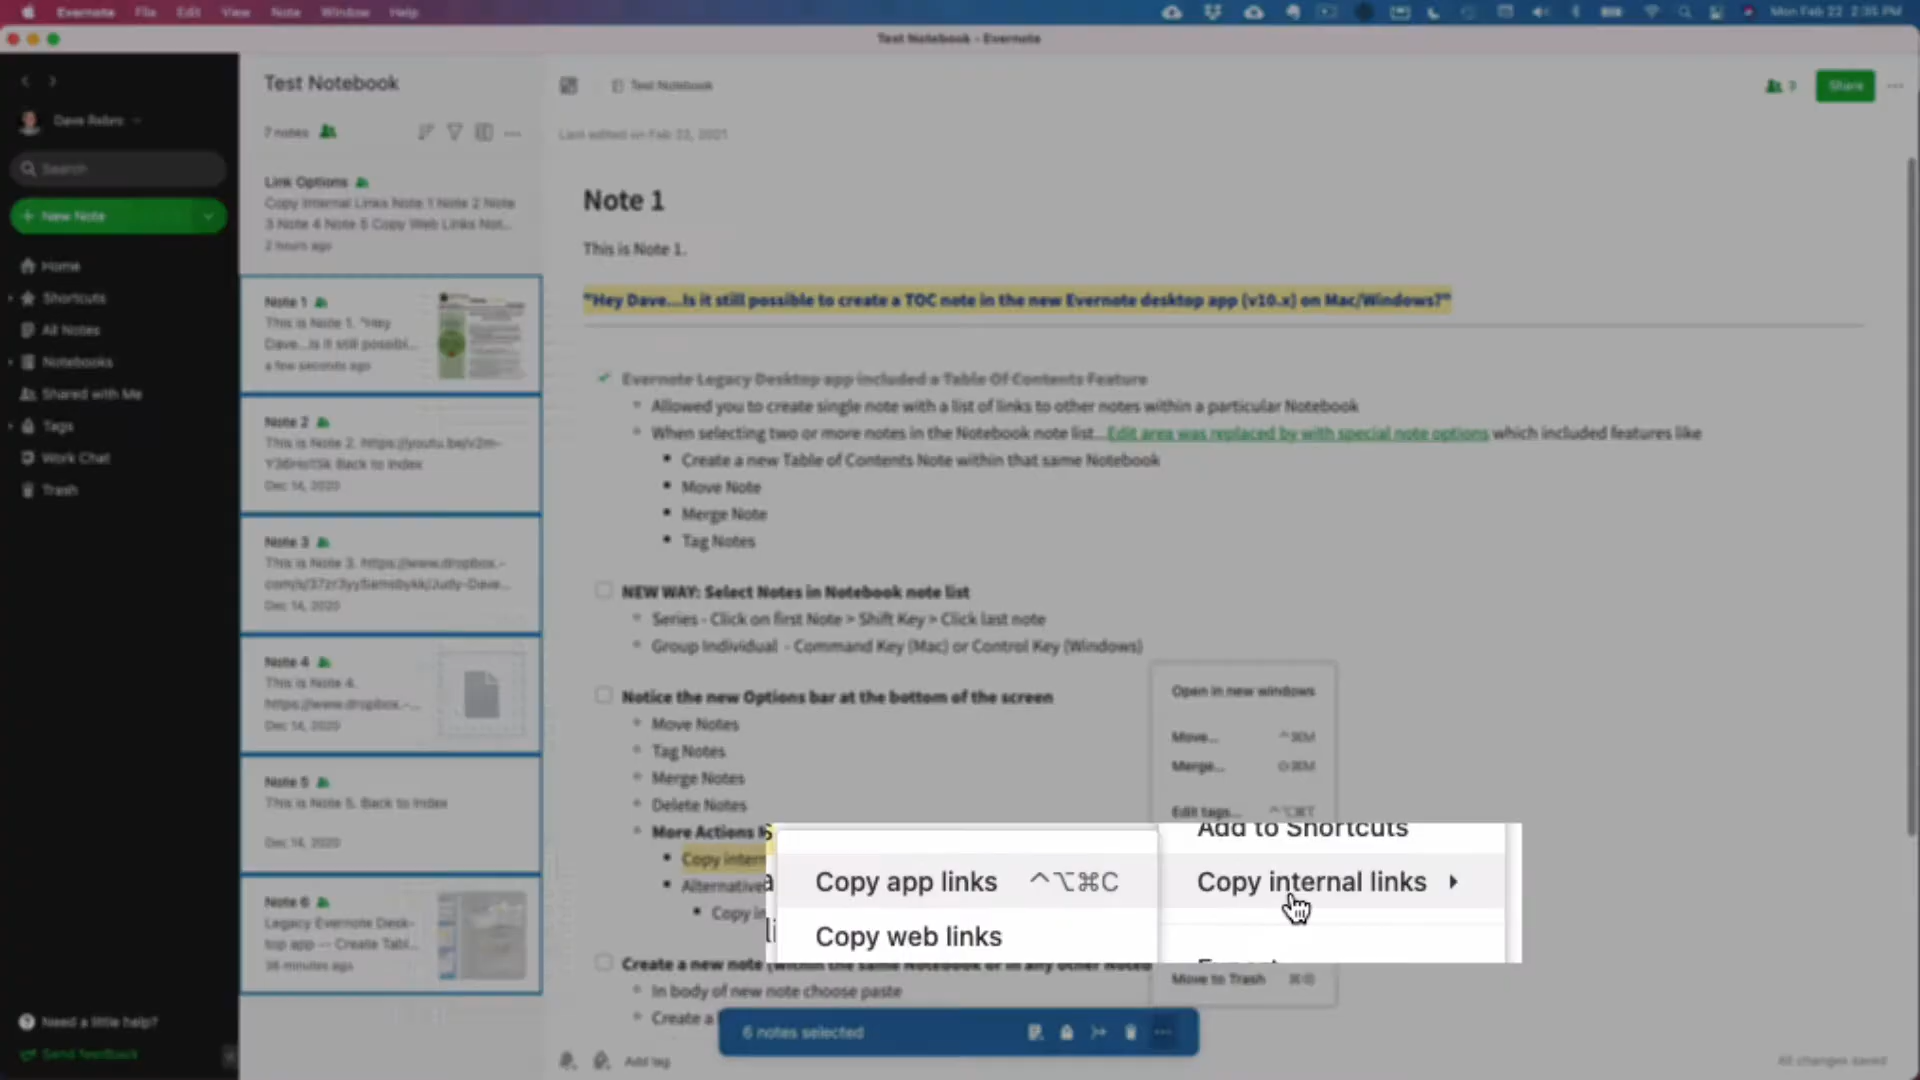 Evernote File Edit View Note Window Help
Mon Feb 22 2:35 PM
Test Notebook - Evernote
Search
New Note
Home
Shortcuts
All Notes
Notebooks
Shared with Me
Tags
Work Chat
Trash
Need a little help?
Send feedback
Test Notebook
7 notes
Link Options
Copy Internal Links Note 1 Note 2 Note
3 Note 4 Note 5 Copy Web Links Not...
2 hours ago
Note 1
This is Note 1. "Hey
Dave...Is it still possibl...
a few seconds ago
Note 2
This is Note 2. https://youtu.be/v2m-
Back to Index
Dec 14, 2020
Note 3
This is Note 3. https://www.dropbox.-
Dec 14, 2020
Note 4
This is Note 4.
https://www.dropbox.-...
Dec 14, 2020
Note 5
This is Note 5. Back to Index
Dec 14, 2020
Note 6
Legacy Evernote Desk-
top app -- Create Tabl...
36 minutes ago
Test Notebook
Share
Last edited on Feb 22, 2021
Note 1
This is Note 1.
"Hey Dave...Is it still possible to create a TOC note in the new Evernote desktop app (v10.x) on Mac/Windows?"
Evernote Legacy Desktop app included a Table Of Contents Feature
Allowed you to create single note with a list of links to other notes within a particular Notebook
When selecting two or more notes in the Notebook note list...Edit area was replaced by with special note options which included features like
Create a new Table of Contents Note within that same Notebook
Move Note
Merge Note
Tag Notes
NEW WAY: Select Notes in Notebook note list
Series - Click on first Note > Shift Key > Click last note
Group Individual - Command Key (Mac) or Control Key (Windows)
Notice the new Options bar at the bottom of the screen
Move Notes
Tag Notes
Merge Notes
Delete Notes
More Actions
Copy intern
Alternative
Copy in
Create a new note (within the same Notebook or in any other Noteb
In body of new note choose paste
Create a
Open in new windows
Move... ^⌘M
Merge... ⇧⌘M
Edit tags... ^⌥⌘T
Add to Shortcuts
Copy internal links
Copy app links ^⌥⌘C
Copy web links
Export
Move to Trash
6 notes selected
Add tag
All changes saved